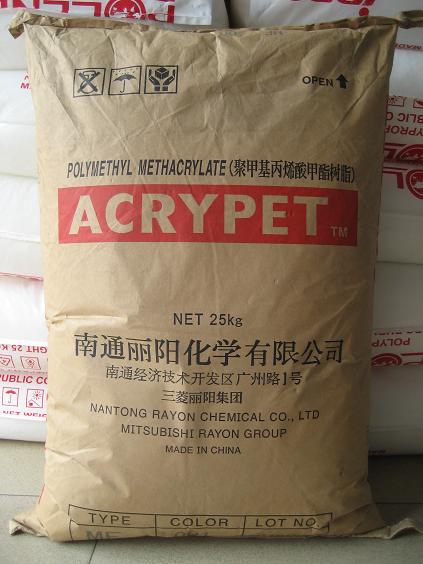 OPEN
POLYMETHYL METHACRYLATE(聚甲基丙烯酸甲酯树脂)
ACRYPET TM
NET 25kg
南通丽阳化学有限公司
南通经济技术开发区广州路1号
三菱丽阳集团
NANTONG RAYON CHEMICAL CO., LTD
MITSUBISHI RAYON GROUP
MADE IN CHINA
TYPE COLOR LOT NO.